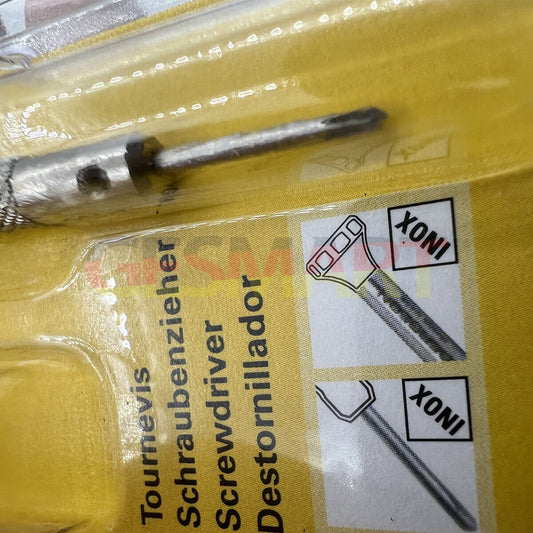 Tournevis
Schraubenzieher
Screwdriver
Destornillador
INOX
INOX